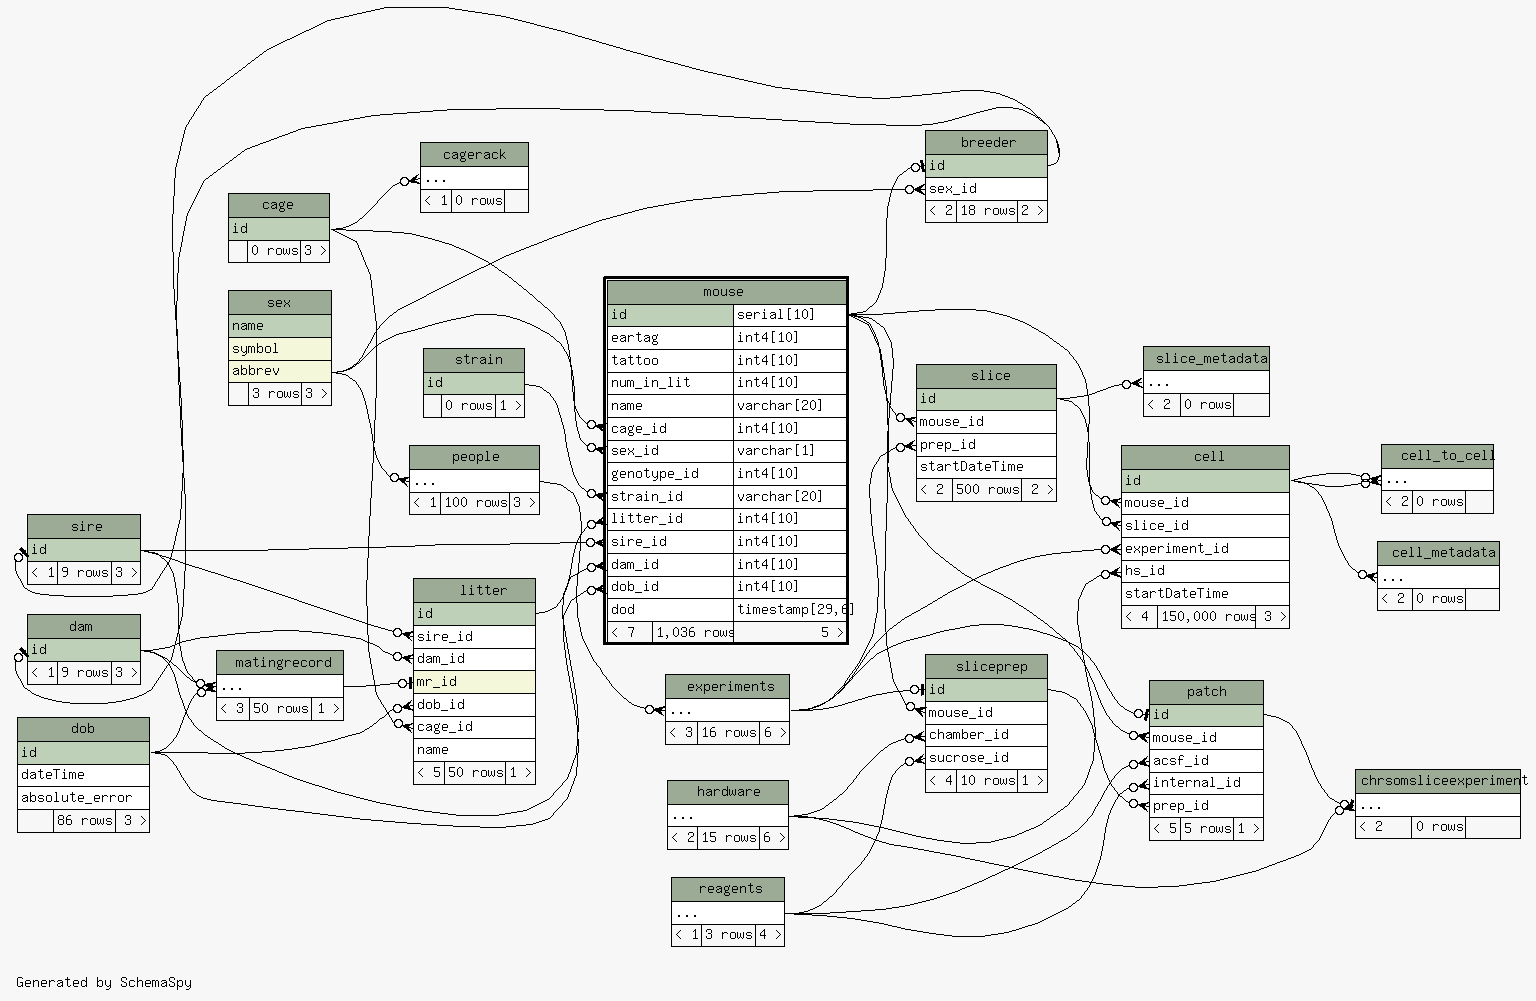 breeder
id
sex_id
< 2 18 rows 2 >
cagerack
...
< 1 0 rows
cage
id
0 rows 3 >
sex
name
symbol
abbrev
3 rows 3 >
mouse
id serial[10]
eartag int4[10]
tattoo int4[10]
num_in_lit int4[10]
name varchar[20]
cage_id int4[10]
sex_id varchar[1]
genotype_id int4[10]
strain_id varchar[20]
litter_id int4[10]
sire_id int4[10]
dam_id int4[10]
dob_id int4[10]
dod timestamp[29,6]
< 7 1,036 rows 5 >
strain
id
0 rows 1 >
slice
id
mouse_id
prep_id
startDateTime
< 2 500 rows 2 >
slice_metadata
...
< 2 0 rows
people
...
< 1 100 rows 3 >
cell
id
mouse_id
slice_id
experiment_id
hs_id
startDateTime
< 4 150,000 rows 3 >
cell_to_cell
...
< 2 0 rows
cell_metadata
...
< 2 0 rows
sire
id
< 1 9 rows 3 >
dam
id
< 1 9 rows 3 >
litter
id
sire_id
dam_id
mr_id
dob_id
cage_id
name
< 5 50 rows 1 >
matingrecord
...
< 3 50 rows 1 >
dob
id
dateTime
absolute_error
86 rows 3 >
experiments
...
< 3 16 rows 6 >
sliceprep
id
mouse_id
chamber_id
sucrose_id
< 4 10 rows 1 >
patch
id
mouse_id
acsf_id
internal_id
prep_id
< 5 5 rows 1 >
hardware
...
< 2 15 rows 6 >
chrsomsliceexperiment
...
< 2 0 rows
reagents
...
< 1 3 rows 4 >
Generated by SchemaSpy